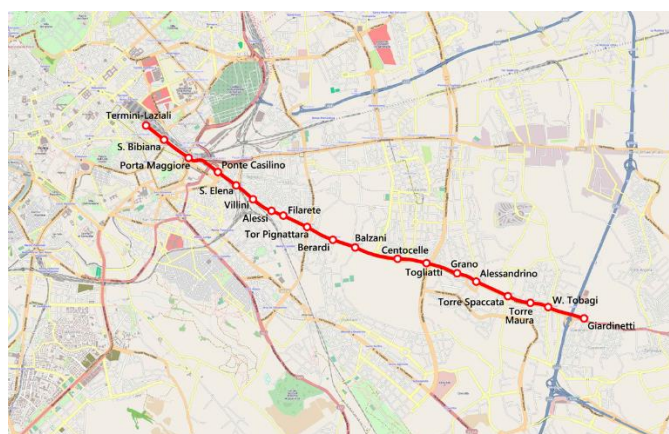 Termini-Laziali
S. Bibiana
Porta Maggiore
Ponte Casilino
S. Elena
Villini
Alessi
Filarete
Tor Pignattara
Berardi
Balzani
Centocelle
Togliatti
Grano
Alessandrino
Torre Spaccata
Torre
Maura
W. Tobagi
Giardinetti